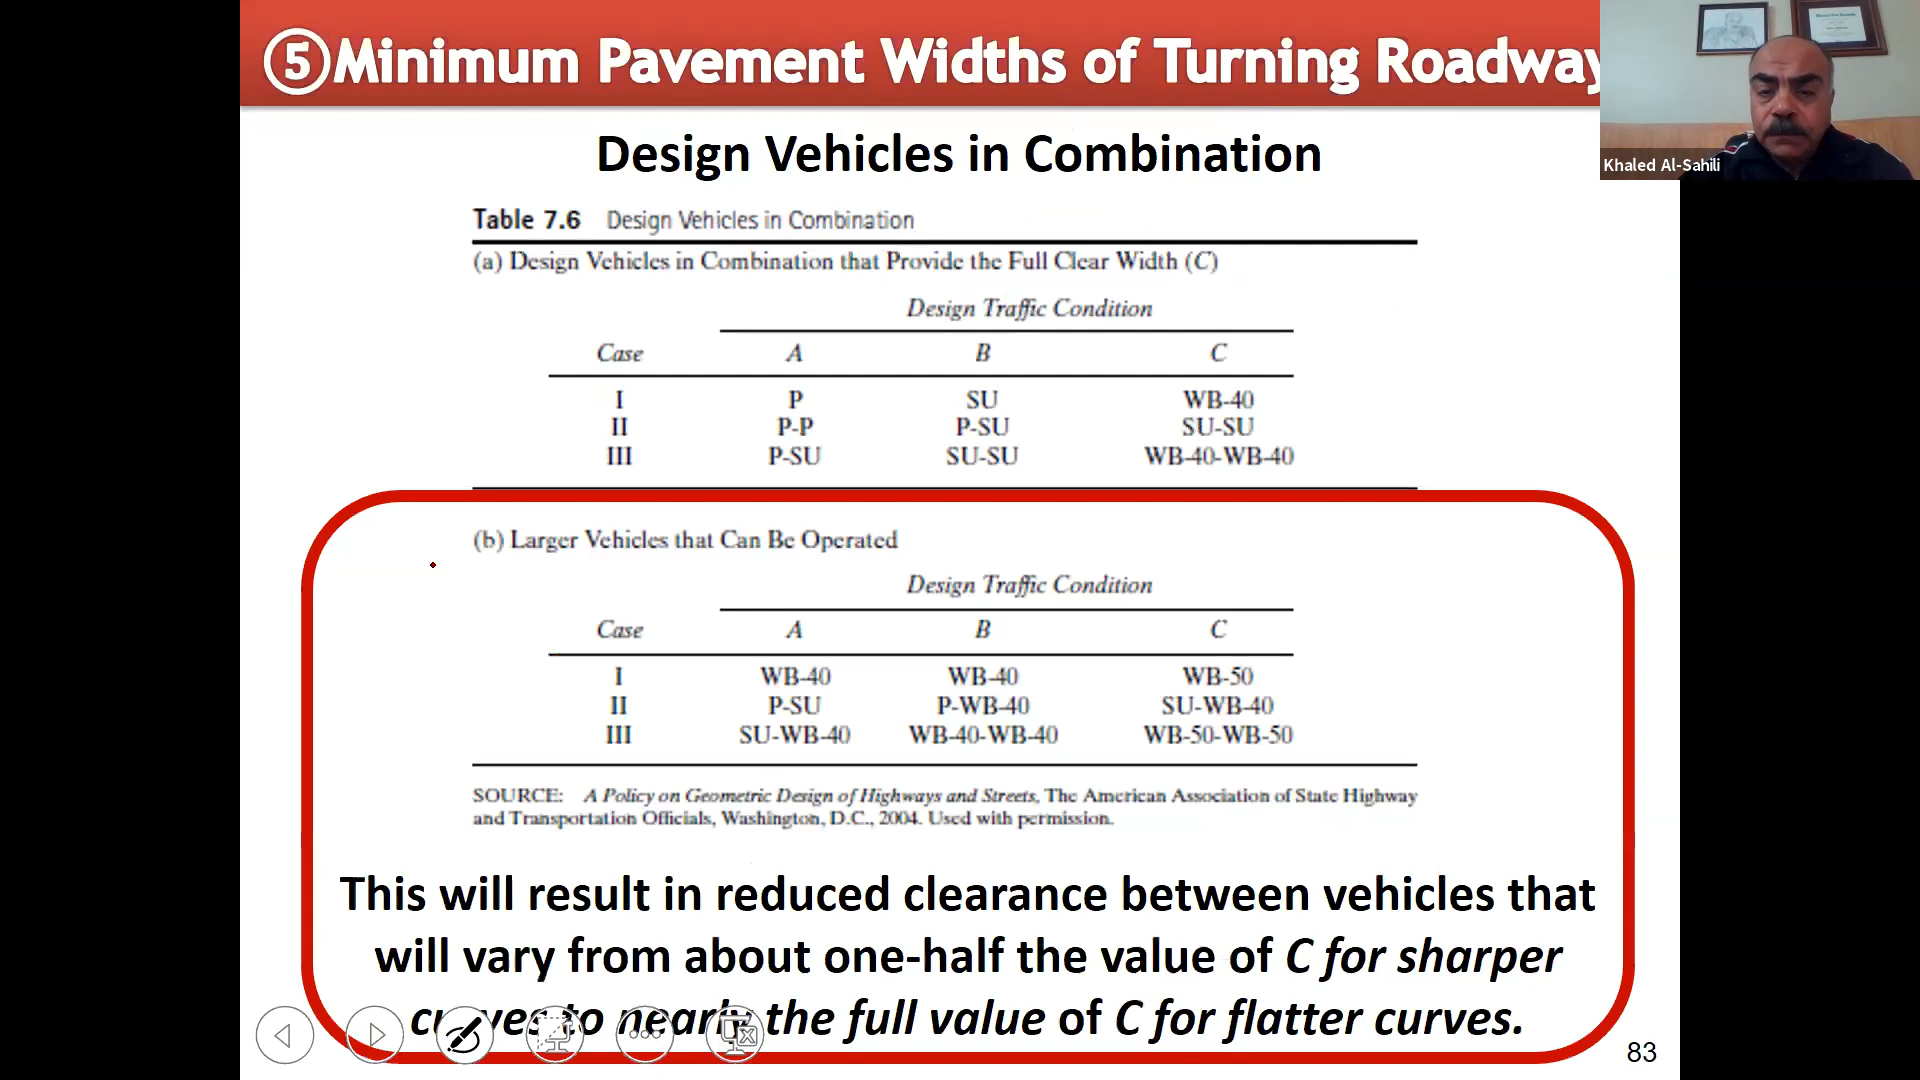 ⑤Minimum Pavement Widths of Turning Roadway
Khaled Al-Sahili
Design Vehicles in Combination
Table 7.6 Design Vehicles in Combination
(a) Design Vehicles in Combination that Provide the Full Clear Width (C)
Design Traffic Condition
Case A B C
I P SU WB-40
II P-P P-SU SU-SU
III P-SU SU-SU WB-40-WB-40
(b) Larger Vehicles that Can Be Operated
Design Traffic Condition
Case A B C
I WB-40 WB-40 WB-50
II P-SU P-WB-40 SU-WB-40
III SU-WB-40 WB-40-WB-40 WB-50-WB-50
SOURCE: A Policy on Geometric Design of Highways and Streets, The American Association of State Highway
and Transportation Officials, Washington, D.C., 2004. Used with permission.
This will result in reduced clearance between vehicles that
will vary from about one-half the value of C for sharper
curves to nearly the full value of C for flatter curves.
83